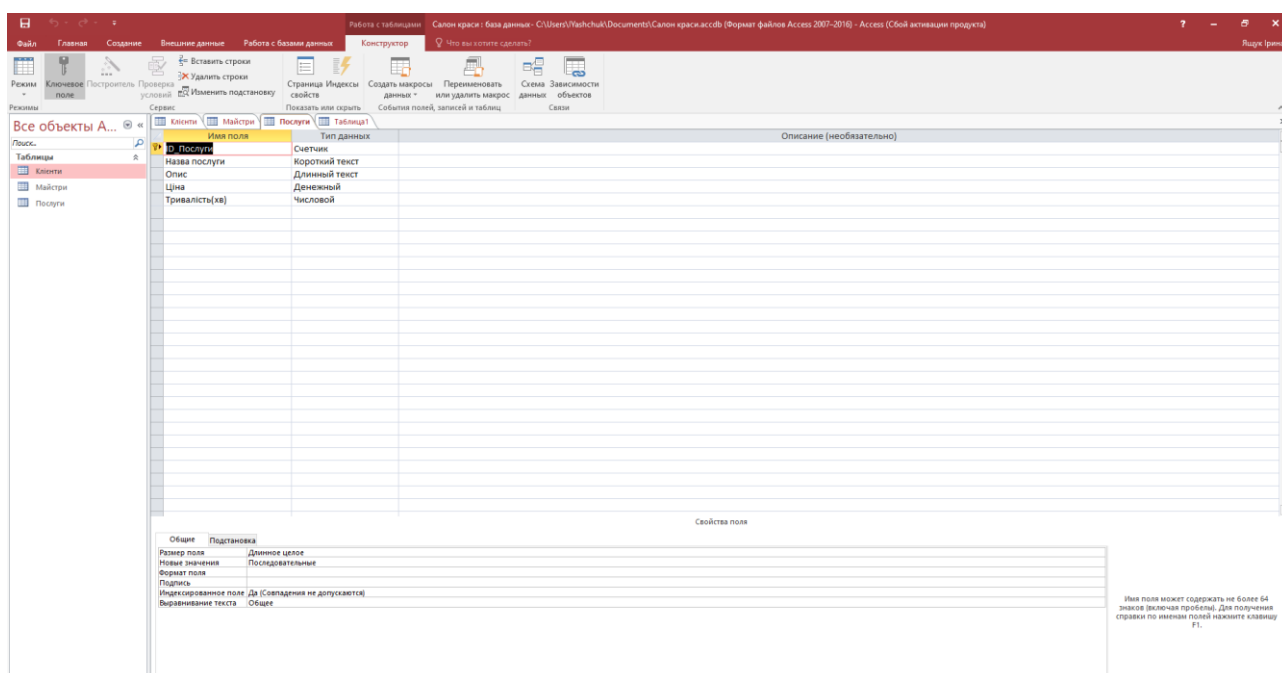 Работа с таблицами Салон краси : база данных- C:\Users\Yashchuk\Documents\Салон краси.accdb (Формат файлов Access 2007–2016) - Access (Сбой активации продукта) ?
Файл Главная Создание Внешние данные Работа с базами данных Конструктор Что вы хотите сделать? Ящук Ірина
Режим Ключевое поле Построитель Проверка условий Вставить строки
Удалить строки
Изменить подстановку
Страница свойств Индексы Создать макросы данных Переименовать или удалить макрос Схема данных Зависимости объектов
Режимы Сервис Показать или скрыть События полей, записей и таблиц Связи
Все объекты A... «
Клієнти Майстри Послуги Таблица1
Поиск..
Таблицы
Клієнти
Майстри
Послуги
Имя поля Тип данных Описание (необязательно)
ID_Послуги Счетчик
Назва послуги Короткий текст
Опис Длинный текст
Ціна Денежный
Тривалість(хв) Числовой
Свойства поля
Общие Подстановка
Размер поля Длинное целое
Новые значения Последовательные
Формат поля
Подпись
Индексированное поле Да (Совпадения не допускаются)
Выравнивание текста Общее
Имя поля может содержать не более 64
знаков (включая пробелы). Для получения
справки по именам полей нажмите клавишу
F1.